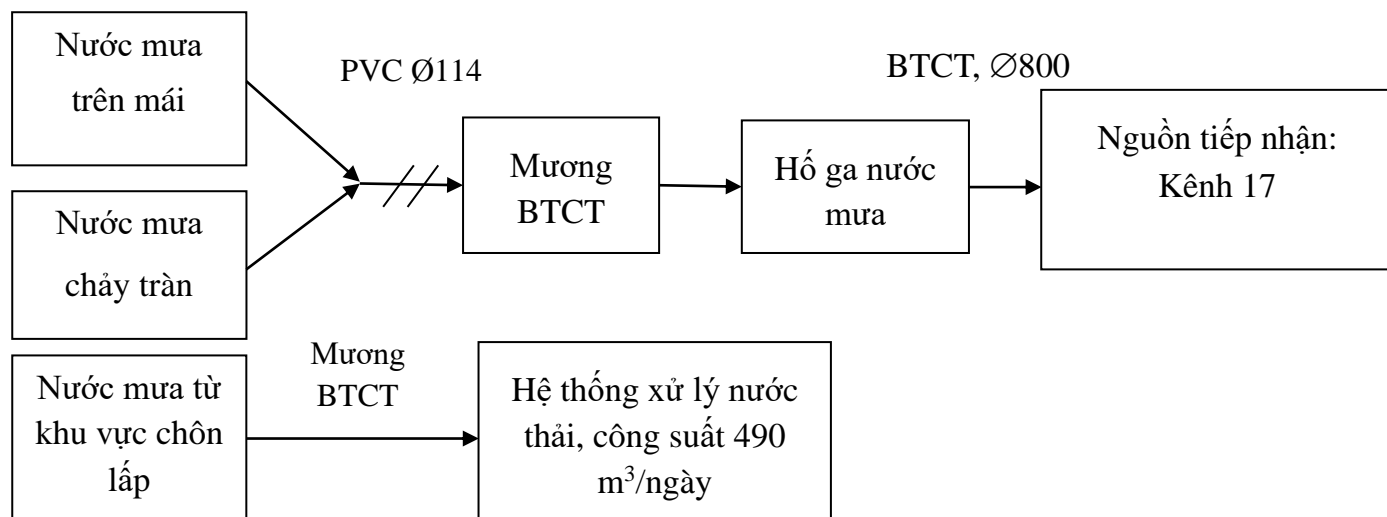 Nước mưa
trên mái
PVC Ø114
BTCT, ∅800
Mương
BTCT
Hố ga nước
mưa
Nguồn tiếp nhận:
Kênh 17
Nước mưa
chảy tràn
Nước mưa từ
khu vực chôn
lấp
Mương
BTCT
Hệ thống xử lý nước
thải, công suất 490
m³/ngày